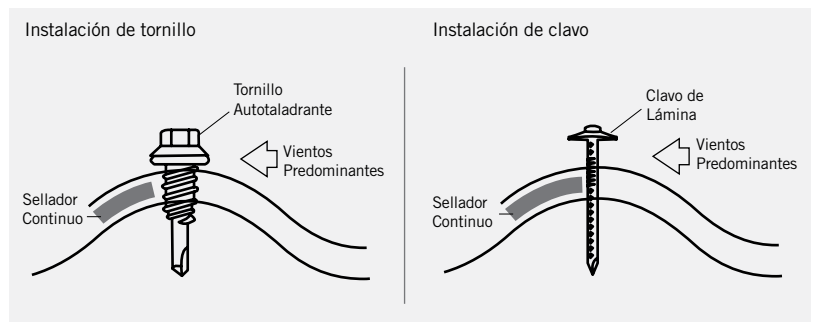 Instalación de tornillo
Tornillo
Autotaladrante
Vientos
Predominantes
Sellador
Continuo
Instalación de clavo
Clavo de
Lámina
Vientos
Predominantes
Sellador
Continuo